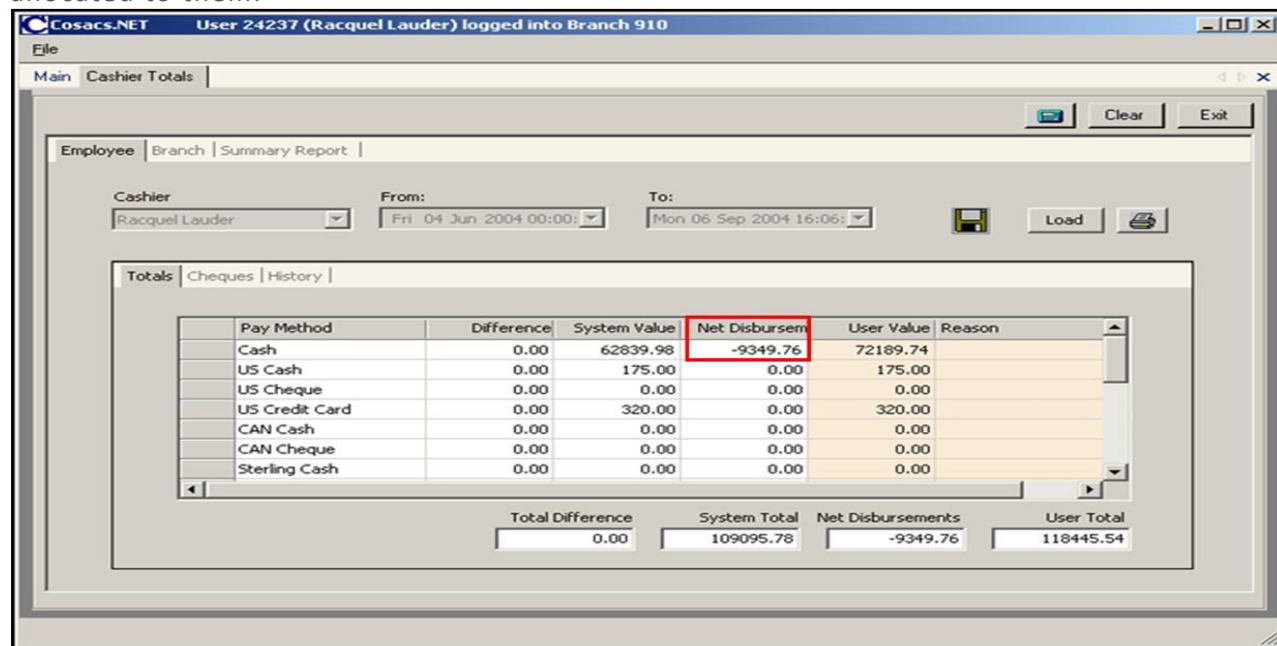 Cosacs.NET User 24237 (Racquel Lauder) logged into Branch 910
File
Main Cashier Totals
Clear Exit
Employee Branch Summary Report
Cashier From: To:
Racquel Lauder Fri 04 Jun 2004 00:00: Mon 06 Sep 2004 16:06: Load
Totals Cheques History
Pay Method Difference System Value Net Disbursem User Value Reason
Cash 0.00 62839.98 -9349.76 72189.74
US Cash 0.00 175.00 0.00 175.00
US Cheque 0.00 0.00 0.00 0.00
US Credit Card 0.00 320.00 0.00 320.00
CAN Cash 0.00 0.00 0.00 0.00
CAN Cheque 0.00 0.00 0.00 0.00
Sterling Cash 0.00 0.00 0.00 0.00
Total Difference System Total Net Disbursements User Total
0.00 109095.78 -9349.76 118445.54